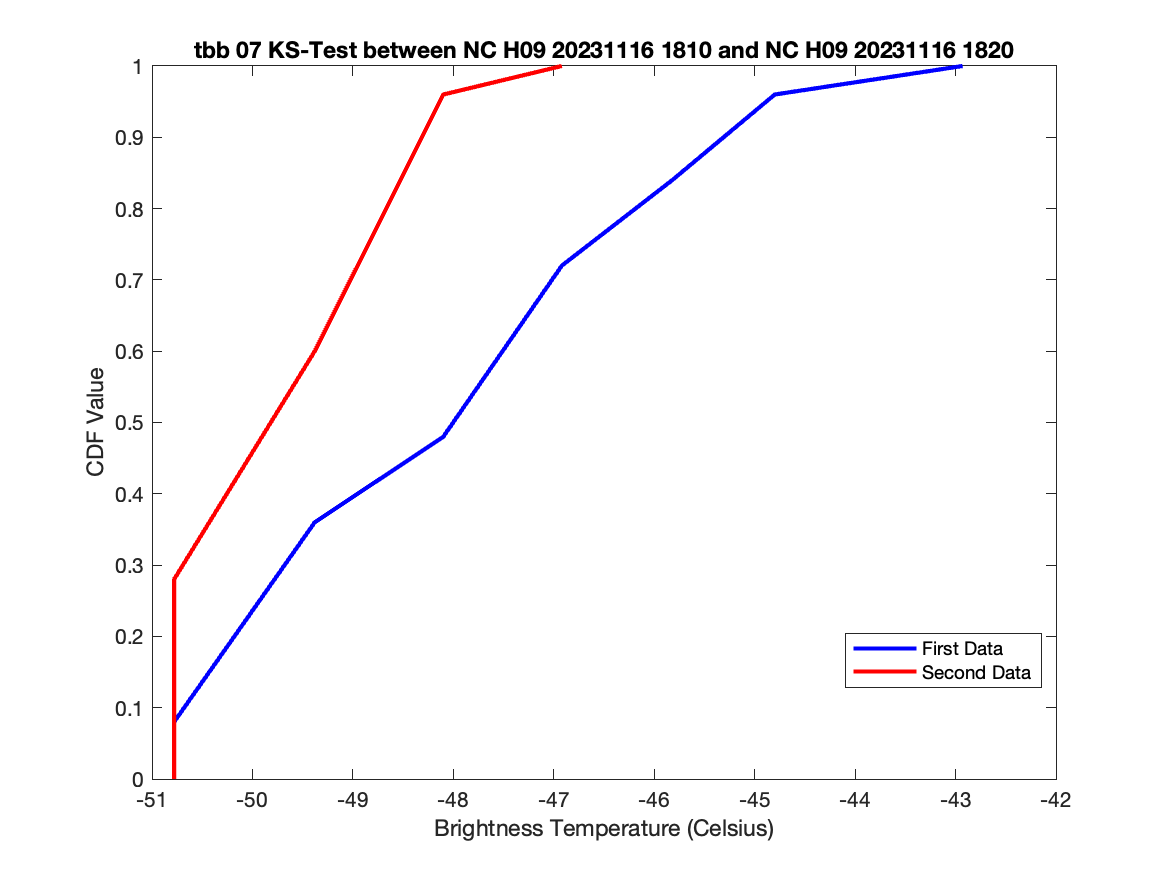 tbb 07 KS-Test between NC H09 20231116 1810 and NC H09 20231116 1820
1
0.9
0.8
0.7
0.6
0.5
0.4
0.3
0.2
0.1
0
CDF Value
First Data
Second Data
-51 -50 -49 -48 -47 -46 -45 -44 -43 -42
Brightness Temperature (Celsius)